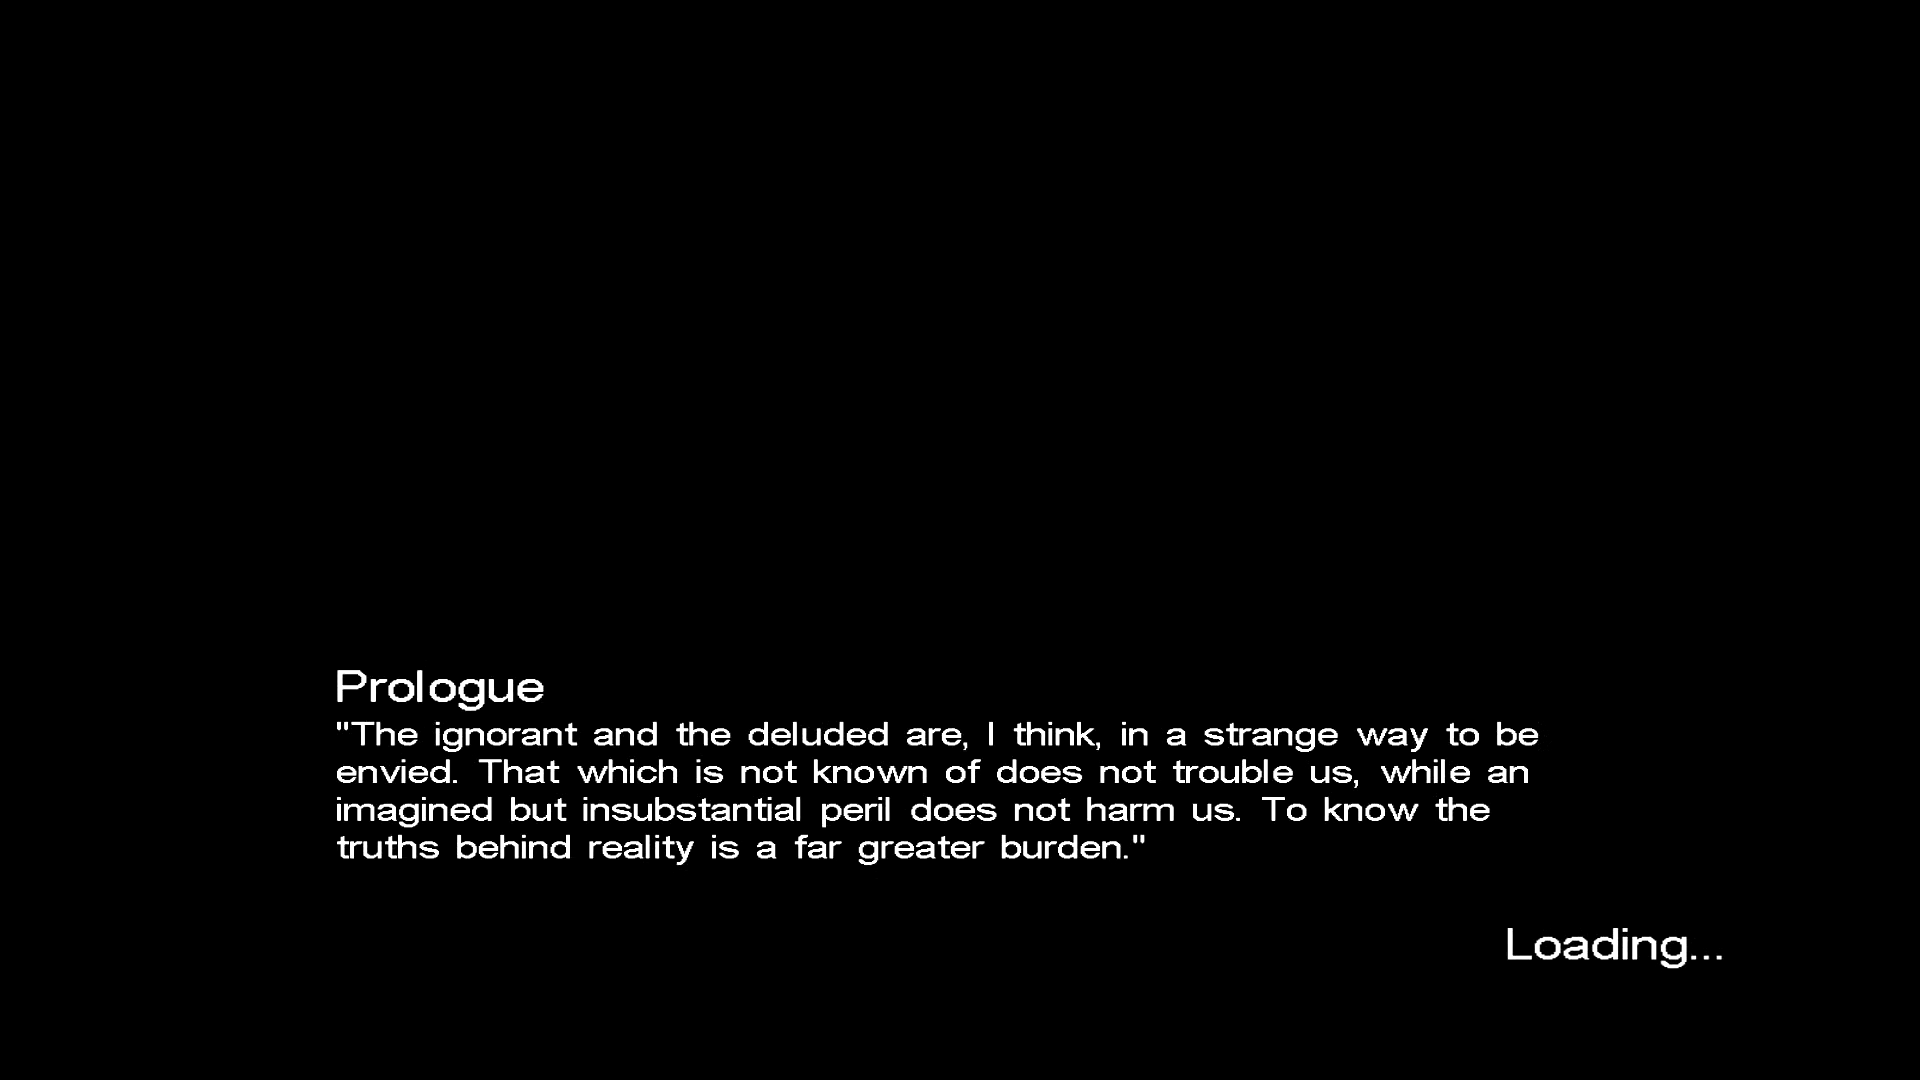 Prologue
"The ignorant and the deluded are, I think, in a strange way to be
envied. That which is not known of does not trouble us, while an
imagined but insubstantial peril does not harm us. To know the
truths behind reality is a far greater burden."
Loading...